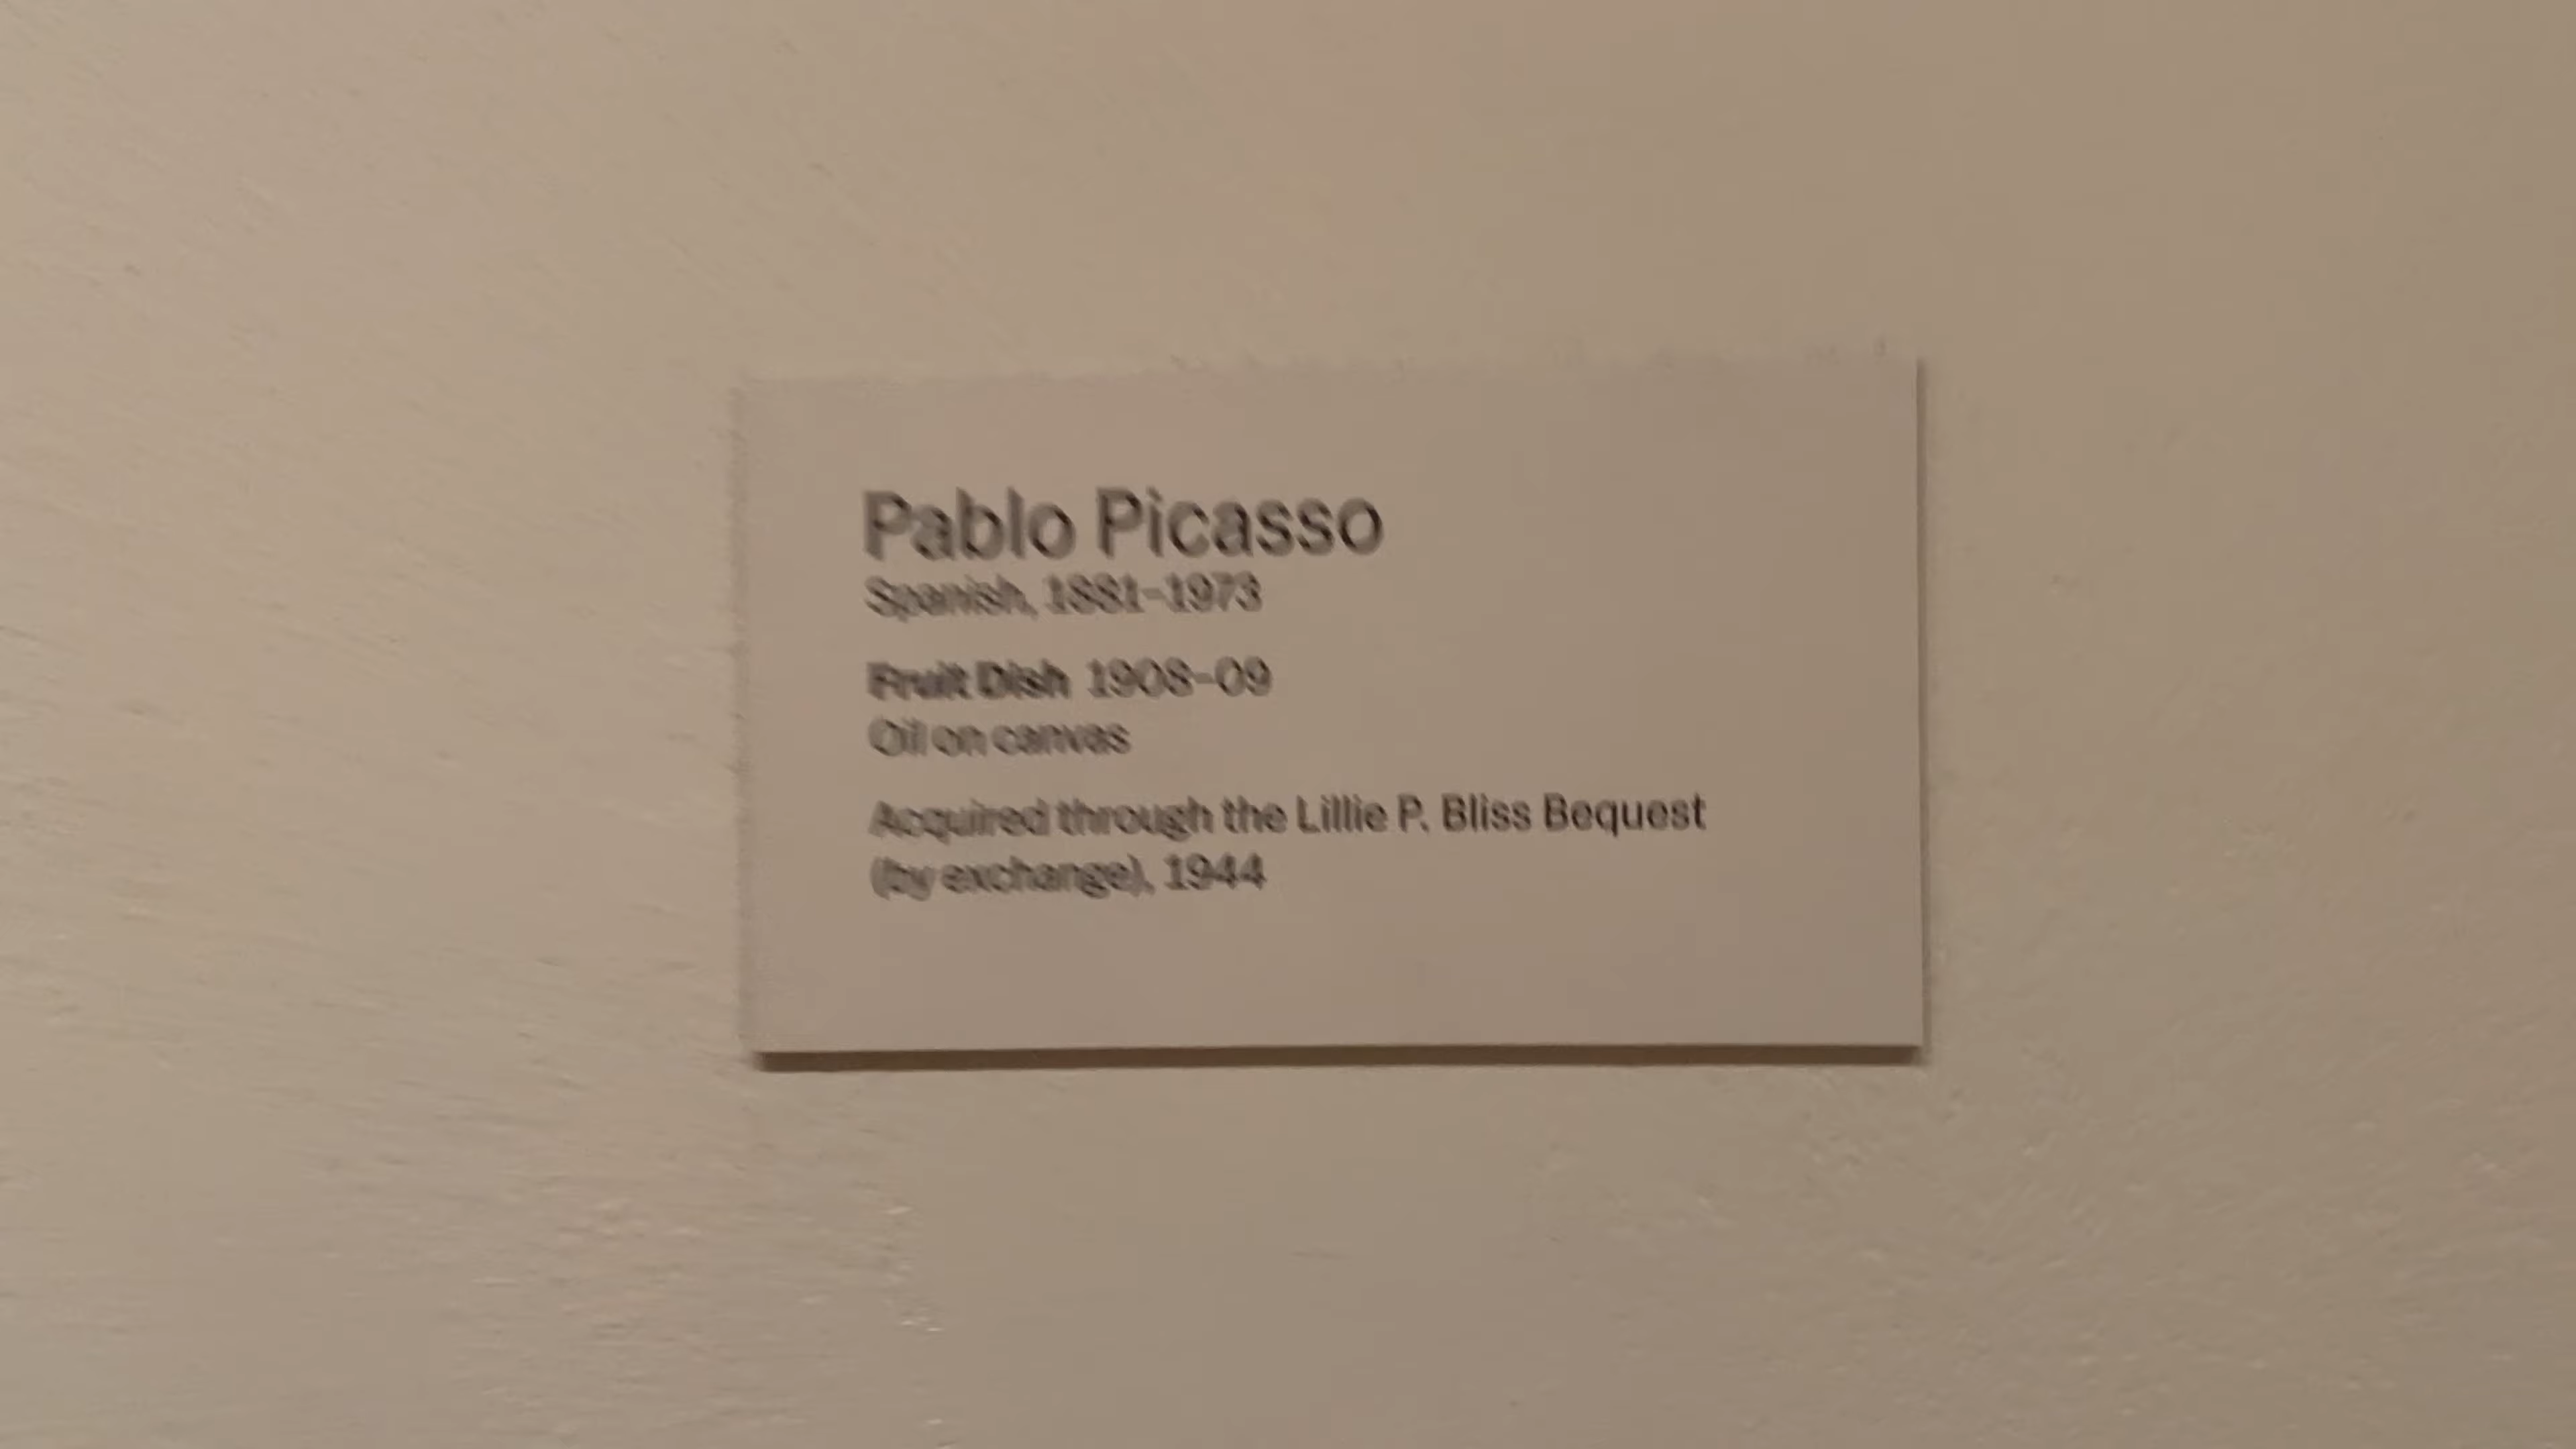 Pablo Picasso
Spanish, 1881–1973
Fruit Dish 1908–09
Oil on canvas
Acquired through the Lillie P. Bliss Bequest
(by exchange), 1944